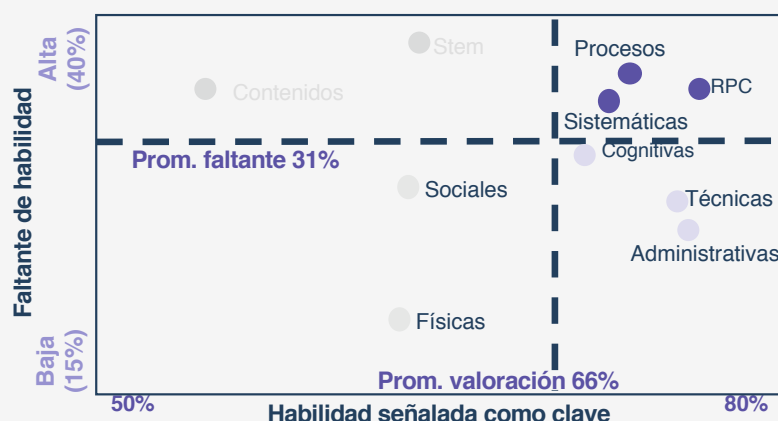 Alta
(40%)
Stem
Procesos
Contenidos
RPC
Sistemáticas
Prom. faltante 31%
Cognitivas
Faltante de habilidad
Sociales
Técnicas
Administrativas
Físicas
Baja
(15%)
Prom. valoración 66%
50%
Habilidad señalada como clave
80%